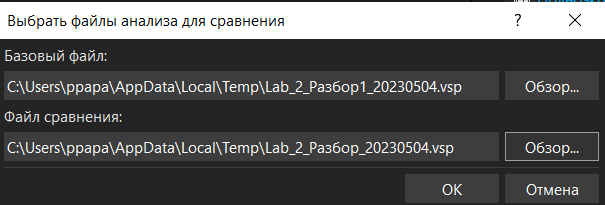 Выбрать файлы анализа для сравнения
Базовый файл:
C:\Users\ppapa\AppData\Local\Temp\Lab_2_Разбор1_20230504.vsp
Обзор...
Файл сравнения:
C:\Users\ppapa\AppData\Local\Temp\Lab_2_Разбор_20230504.vsp
Обзор...
ОК
Отмена